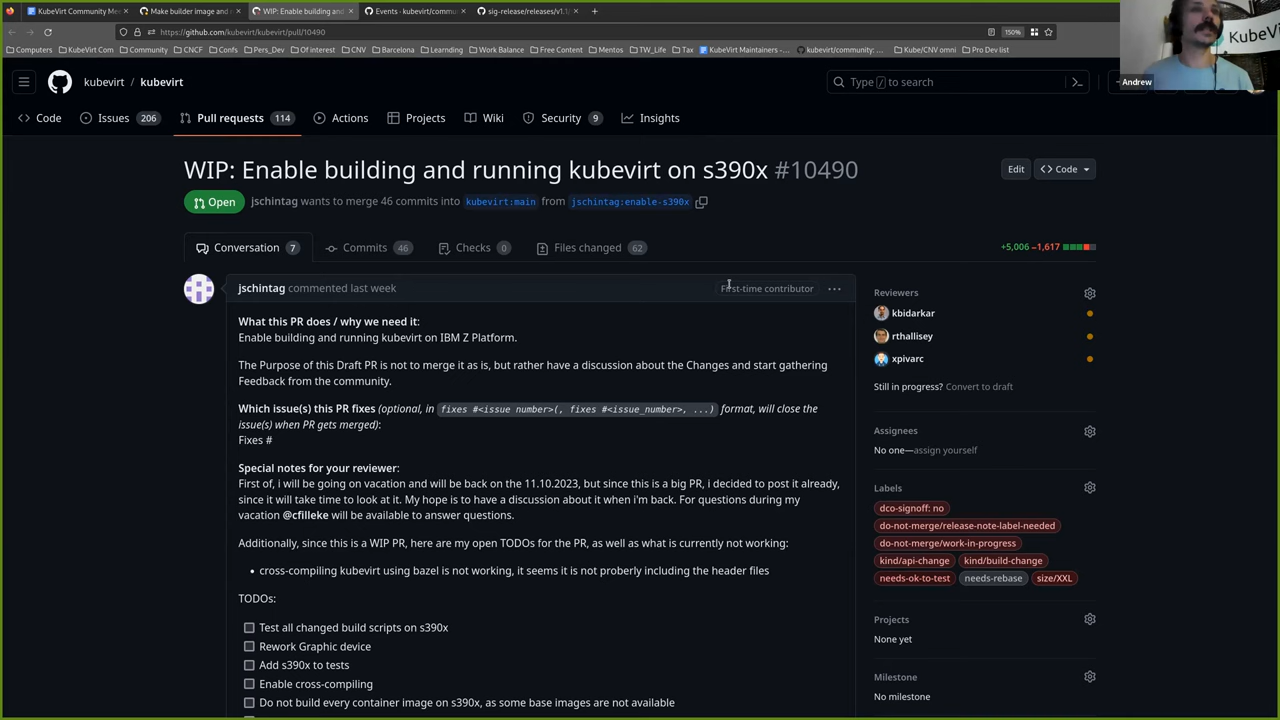 KubeVirt Community Mee
Make builder image and r
WIP: Enable building and
Events · kubevirt/commu
sig-release/releases/v1.1/
https://github.com/kubevirt/kubevirt/pull/10490
150%
Computers
KubeVirt Com
Community
CNCF
Confs
Pers_Dev
Of interest
CNV
Barcelona
Learnding
Work Balance
Free Content
Mentos
TW_Life
Tax
KubeVirt Maintainers -…
kubevirt/community: …
Kube/CNV omni
Pro Dev list
KubeVi
Andrew
kubevirt / kubevirt
Type / to search
Code
Issues 206
Pull requests 114
Actions
Projects
Wiki
Security 9
Insights
WIP: Enable building and running kubevirt on s390x #10490
Edit
<> Code
Open
jschintag wants to merge 46 commits into kubevirt:main from jschintag:enable-s390x
Conversation 7
Commits 46
Checks 0
Files changed 62
+5,006 −1,617
jschintag commented last week
First-time contributor
What this PR does / why we need it:
Enable building and running kubevirt on IBM Z Platform.
The Purpose of this Draft PR is not to merge it as is, but rather have a discussion about the Changes and start gathering
Feedback from the community.
Which issue(s) this PR fixes (optional, in fixes #<issue number>(, fixes #<issue_number>, ...) format, will close the
issue(s) when PR gets merged):
Fixes #
Special notes for your reviewer:
First of, i will be going on vacation and will be back on the 11.10.2023, but since this is a big PR, i decided to post it already,
since it will take time to look at it. My hope is to have a discussion about it when i'm back. For questions during my
vacation @cfilleke will be available to answer questions.
Additionally, since this is a WIP PR, here are my open TODOs for the PR, as well as what is currently not working:
• cross-compiling kubevirt using bazel is not working, it seems it is not proberly including the header files
TODOs:
Test all changed build scripts on s390x
Rework Graphic device
Add s390x to tests
Enable cross-compiling
Do not build every container image on s390x, as some base images are not available
Reviewers
kbidarkar
rthallisey
xpivarc
Still in progress? Convert to draft
Assignees
No one—assign yourself
Labels
dco-signoff: no
do-not-merge/release-note-label-needed
do-not-merge/work-in-progress
kind/api-change
kind/build-change
needs-ok-to-test
needs-rebase
size/XXL
Projects
None yet
Milestone
No milestone